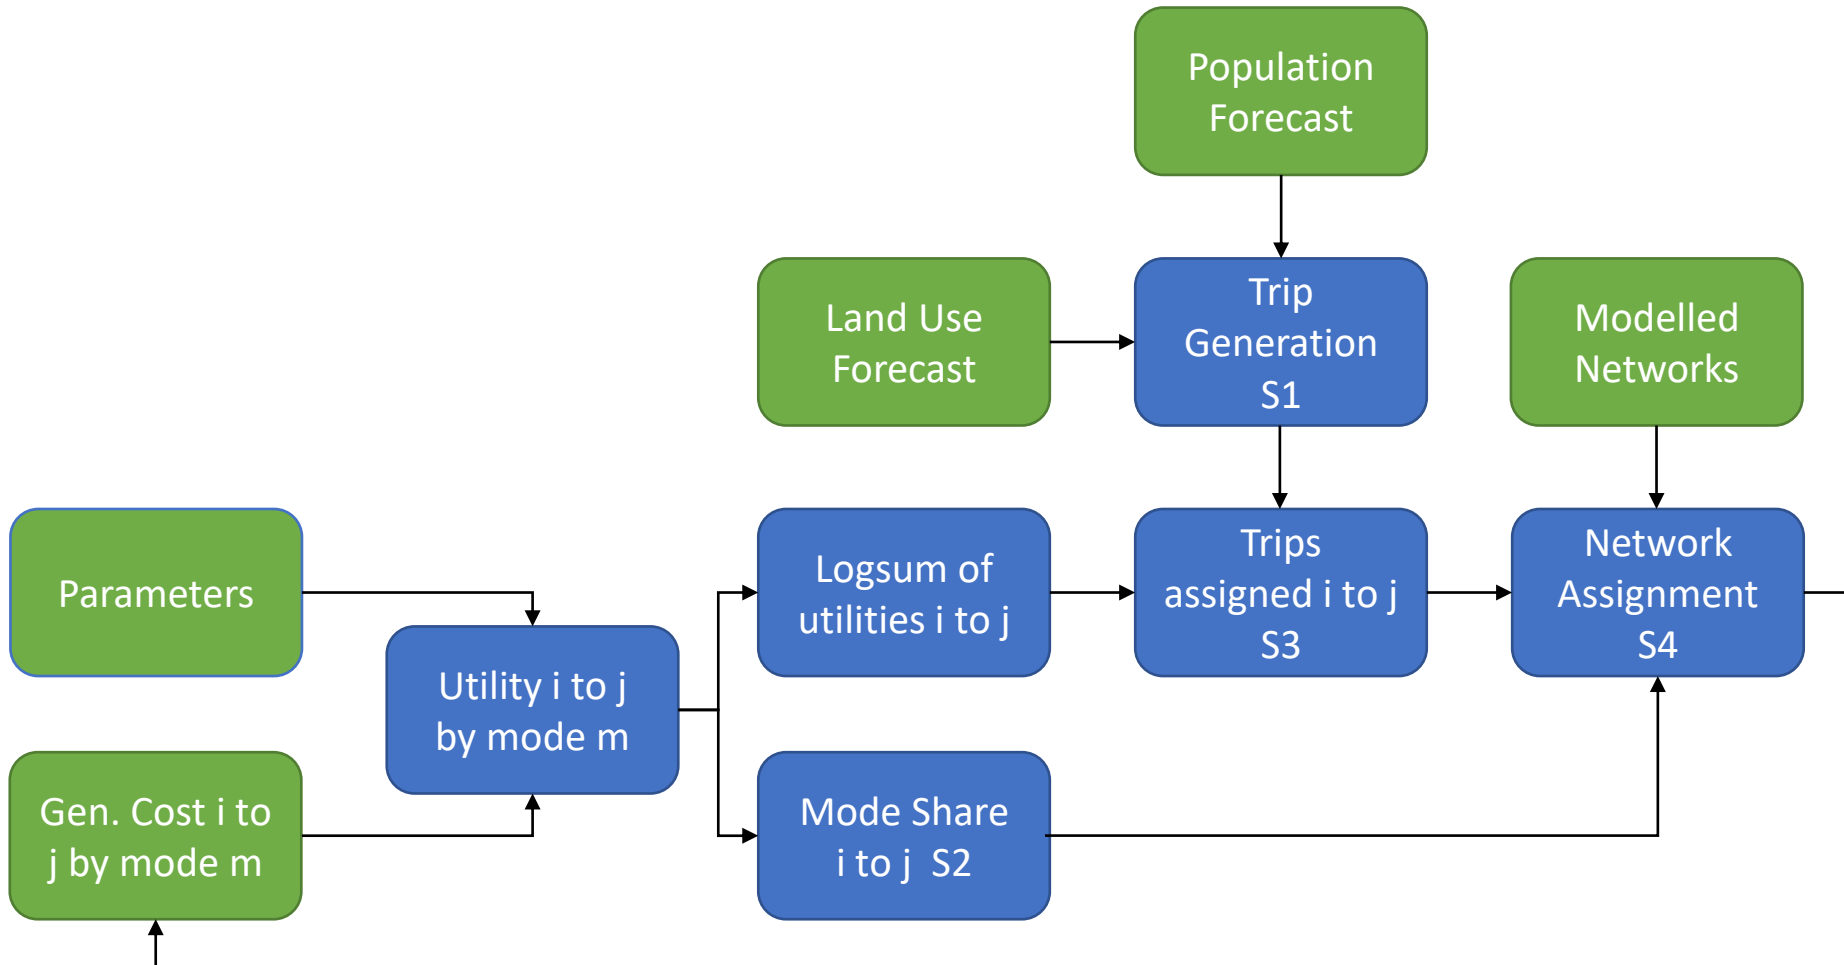 Population
Forecast
Land Use
Forecast
Trip
Generation
S1
Modelled
Networks
Parameters
Logsum of
utilities i to j
Trips
assigned i to j
S3
Network
Assignment
S4
Utility i to j
by mode m
Gen. Cost i to
j by mode m
Mode Share
i to j  S2